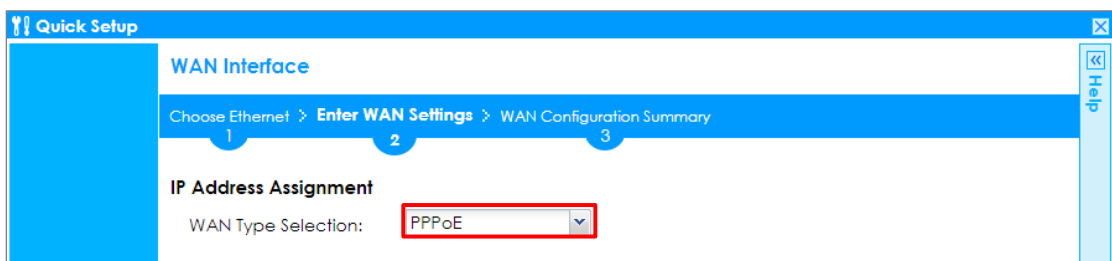 Quick Setup
WAN Interface
Help
Choose Ethernet > Enter WAN Settings > WAN Configuration Summary
1 2 3
IP Address Assignment
WAN Type Selection: PPPoE